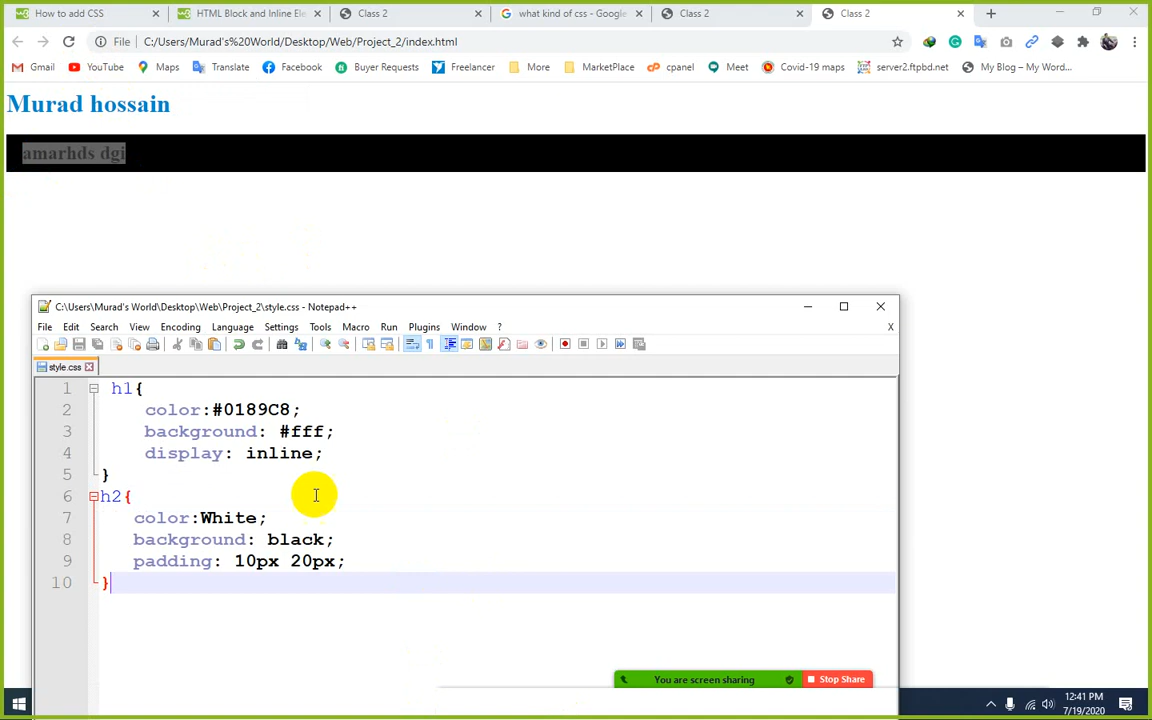 How to add CSS
HTML Block and Inline Ele
Class 2
what kind of css - Google
Class 2
Class 2
File
C:/Users/Murad's%20World/Desktop/Web/Project_2/index.html
Gmail
YouTube
Maps
Translate
Facebook
Buyer Requests
Freelancer
More
MarketPlace
cpanel
Meet
Covid-19 maps
server2.ftpbd.net
My Blog – My Word...
Murad hossain
amarhds dgi
C:\Users\Murad's World\Desktop\Web\Project_2\style.css - Notepad++
File Edit Search View Encoding Language Settings Tools Macro Run Plugins Window ? X
style.css
1 h1{
2 color:#0189C8;
3 background: #fff;
4 display: inline;
5 }
6 h2{
7 color:White;
8 background: black;
9 padding: 10px 20px;
10 }
You are screen sharing
Stop Share
12:41 PM
7/19/2020